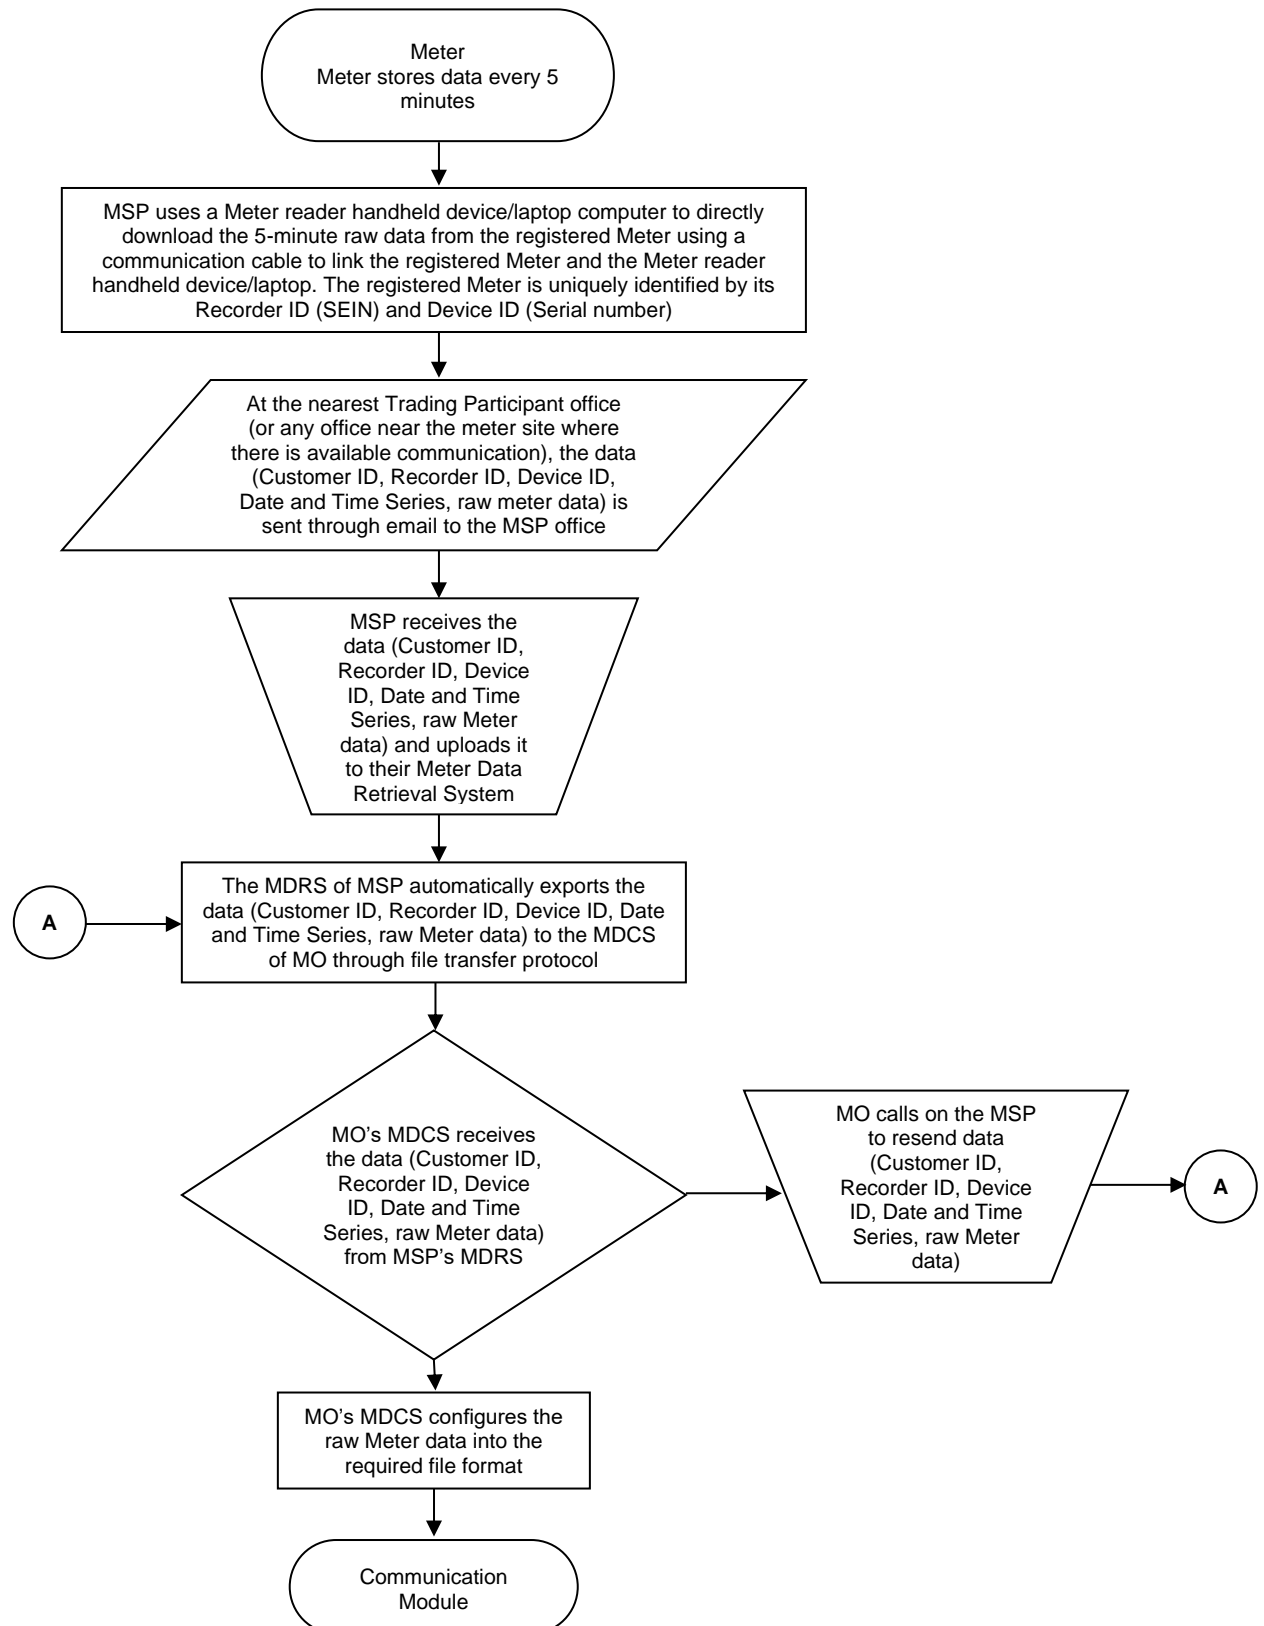 Meter
Meter stores data every 5
minutes
MSP uses a Meter reader handheld device/laptop computer to directly
download the 5-minute raw data from the registered Meter using a
communication cable to link the registered Meter and the Meter reader
handheld device/laptop. The registered Meter is uniquely identified by its
Recorder ID (SEIN) and Device ID (Serial number)
At the nearest Trading Participant office
(or any office near the meter site where
there is available communication), the data
(Customer ID, Recorder ID, Device ID,
Date and Time Series, raw meter data) is
sent through email to the MSP office
MSP receives the
data (Customer ID,
Recorder ID, Device
ID, Date and Time
Series, raw Meter
data) and uploads it
to their Meter Data
Retrieval System
A
The MDRS of MSP automatically exports the
data (Customer ID, Recorder ID, Device ID, Date
and Time Series, raw Meter data) to the MDCS
of MO through file transfer protocol
MO's MDCS receives
the data (Customer ID,
Recorder ID, Device
ID, Date and Time
Series, raw Meter data)
from MSP's MDRS
MO calls on the MSP
to resend data
(Customer ID,
Recorder ID, Device
ID, Date and Time
Series, raw Meter
data)
A
MO's MDCS configures the
raw Meter data into the
required file format
Communication
Module